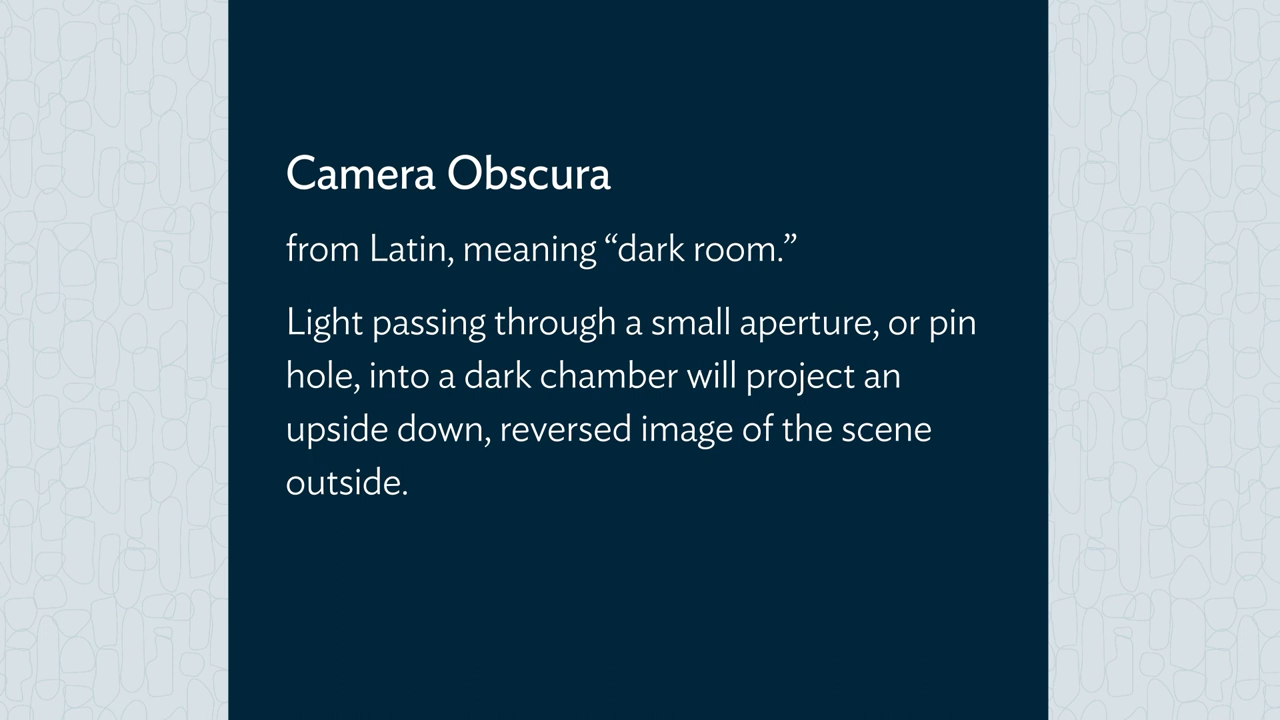 Camera Obscura
from Latin, meaning “dark room.”
Light passing through a small aperture, or pin
hole, into a dark chamber will project an
upside down, reversed image of the scene
outside.